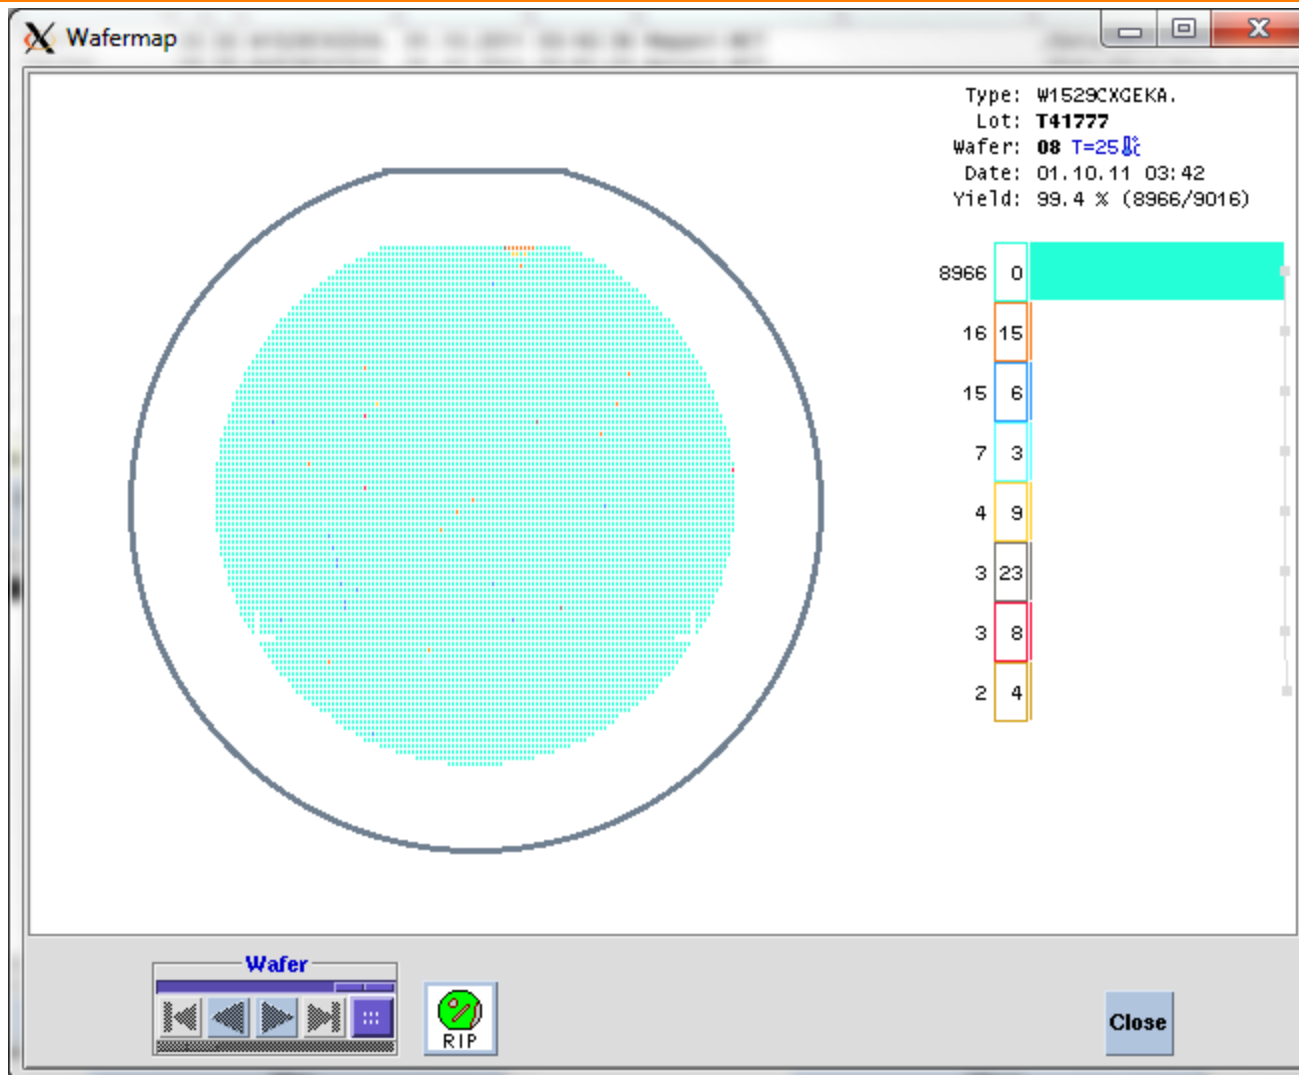 Wafermap
Type: W1529CXGEKA.
Lot: T41777
Wafer: 08 T=25°C
Date: 01.10.11 03:42
Yield: 99.4 % (8966/9016)
8966 0
16 15
15 6
7 3
4 9
3 23
3 8
2 4
Wafer
RIP
Close